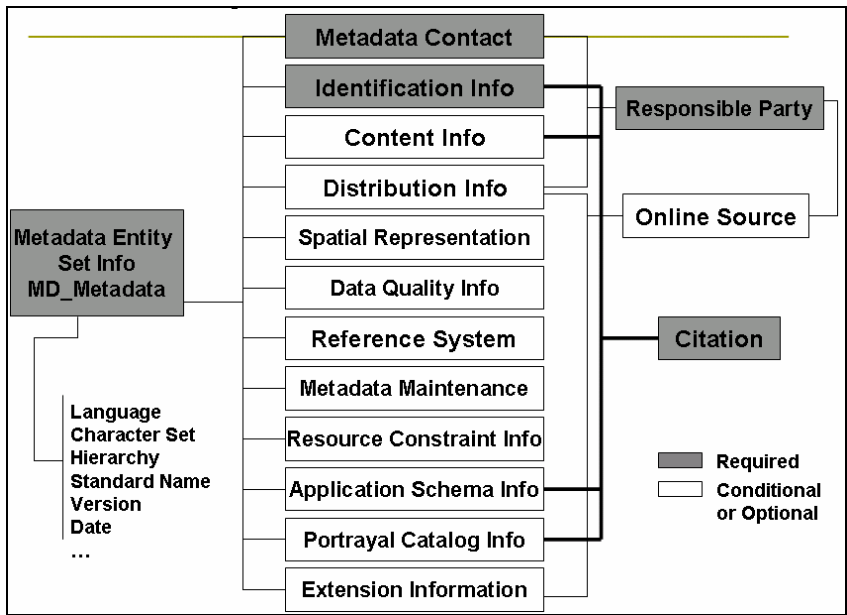 Metadata Contact
Identification Info
Content Info
Distribution Info
Spatial Representation
Data Quality Info
Reference System
Metadata Maintenance
Resource Constraint Info
Application Schema Info
Portrayal Catalog Info
Extension Information
Metadata Entity
Set Info
MD_Metadata
Language
Character Set
Hierarchy
Standard Name
Version
Date
...
Responsible Party
Online Source
Citation
Required
Conditional
or Optional